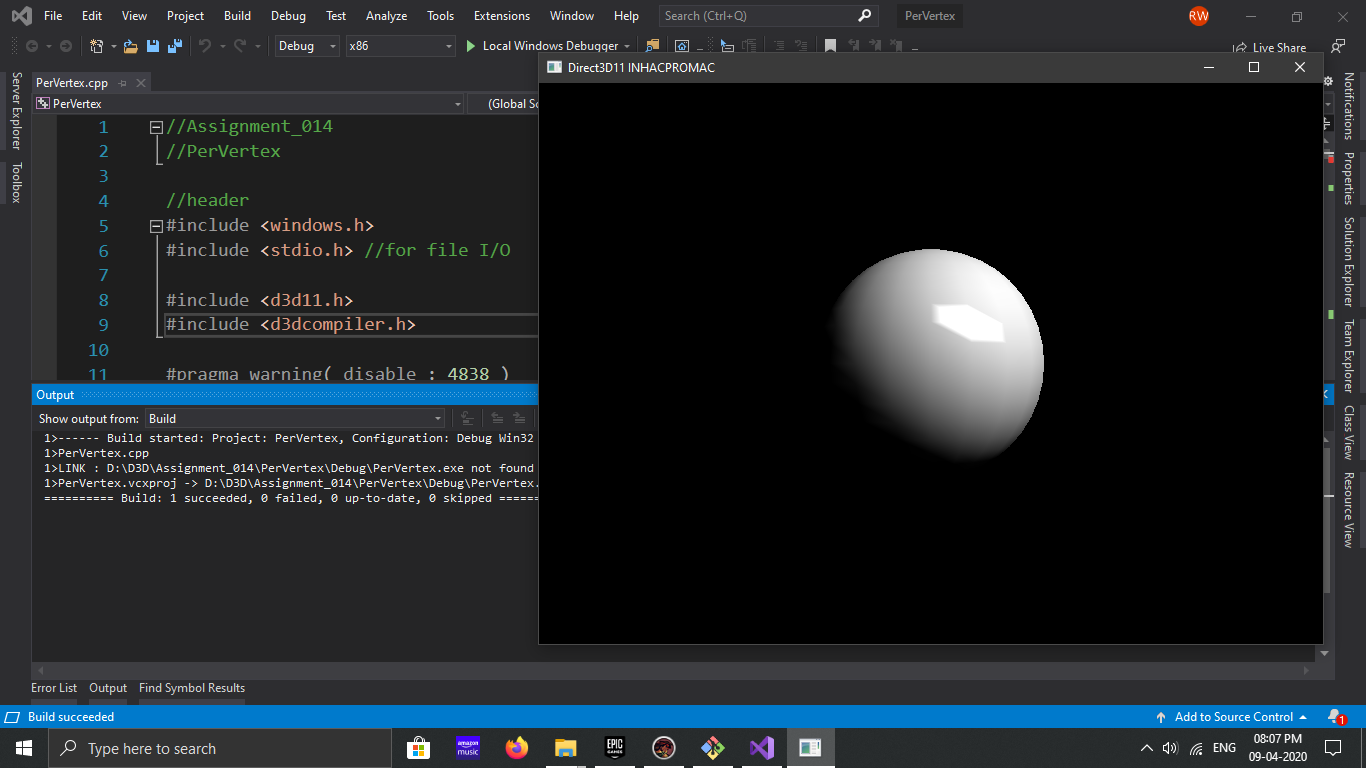 File Edit View Project Build Debug Test Analyze Tools Extensions Window Help Search (Ctrl+Q) PerVertex RW
Debug x86 Local Windows Debugger Live Share
Direct3D11 INHACPROMAC
PerVertex.cpp
PerVertex (Global Sc
Server Explorer
Toolbox
1 //Assignment_014
2 //PerVertex
3
4 //header
5 #include <windows.h>
6 #include <stdio.h> //for file I/O
7
8 #include <d3d11.h>
9 #include <d3dcompiler.h>
10
11 #pragma warning( disable : 4838 )
Notifications
Properties
Solution Explorer
Team Explorer
Class View
Resource View
Output
Show output from: Build
1>------ Build started: Project: PerVertex, Configuration: Debug Win32
1>PerVertex.cpp
1>LINK : D:\D3D\Assignment_014\PerVertex\Debug\PerVertex.exe not found
1>PerVertex.vcxproj -> D:\D3D\Assignment_014\PerVertex\Debug\PerVertex.
========== Build: 1 succeeded, 0 failed, 0 up-to-date, 0 skipped ======
Error List Output Find Symbol Results
Build succeeded Add to Source Control 1
Type here to search amazon music EPIC GAMES ENG 08:07 PM
09-04-2020